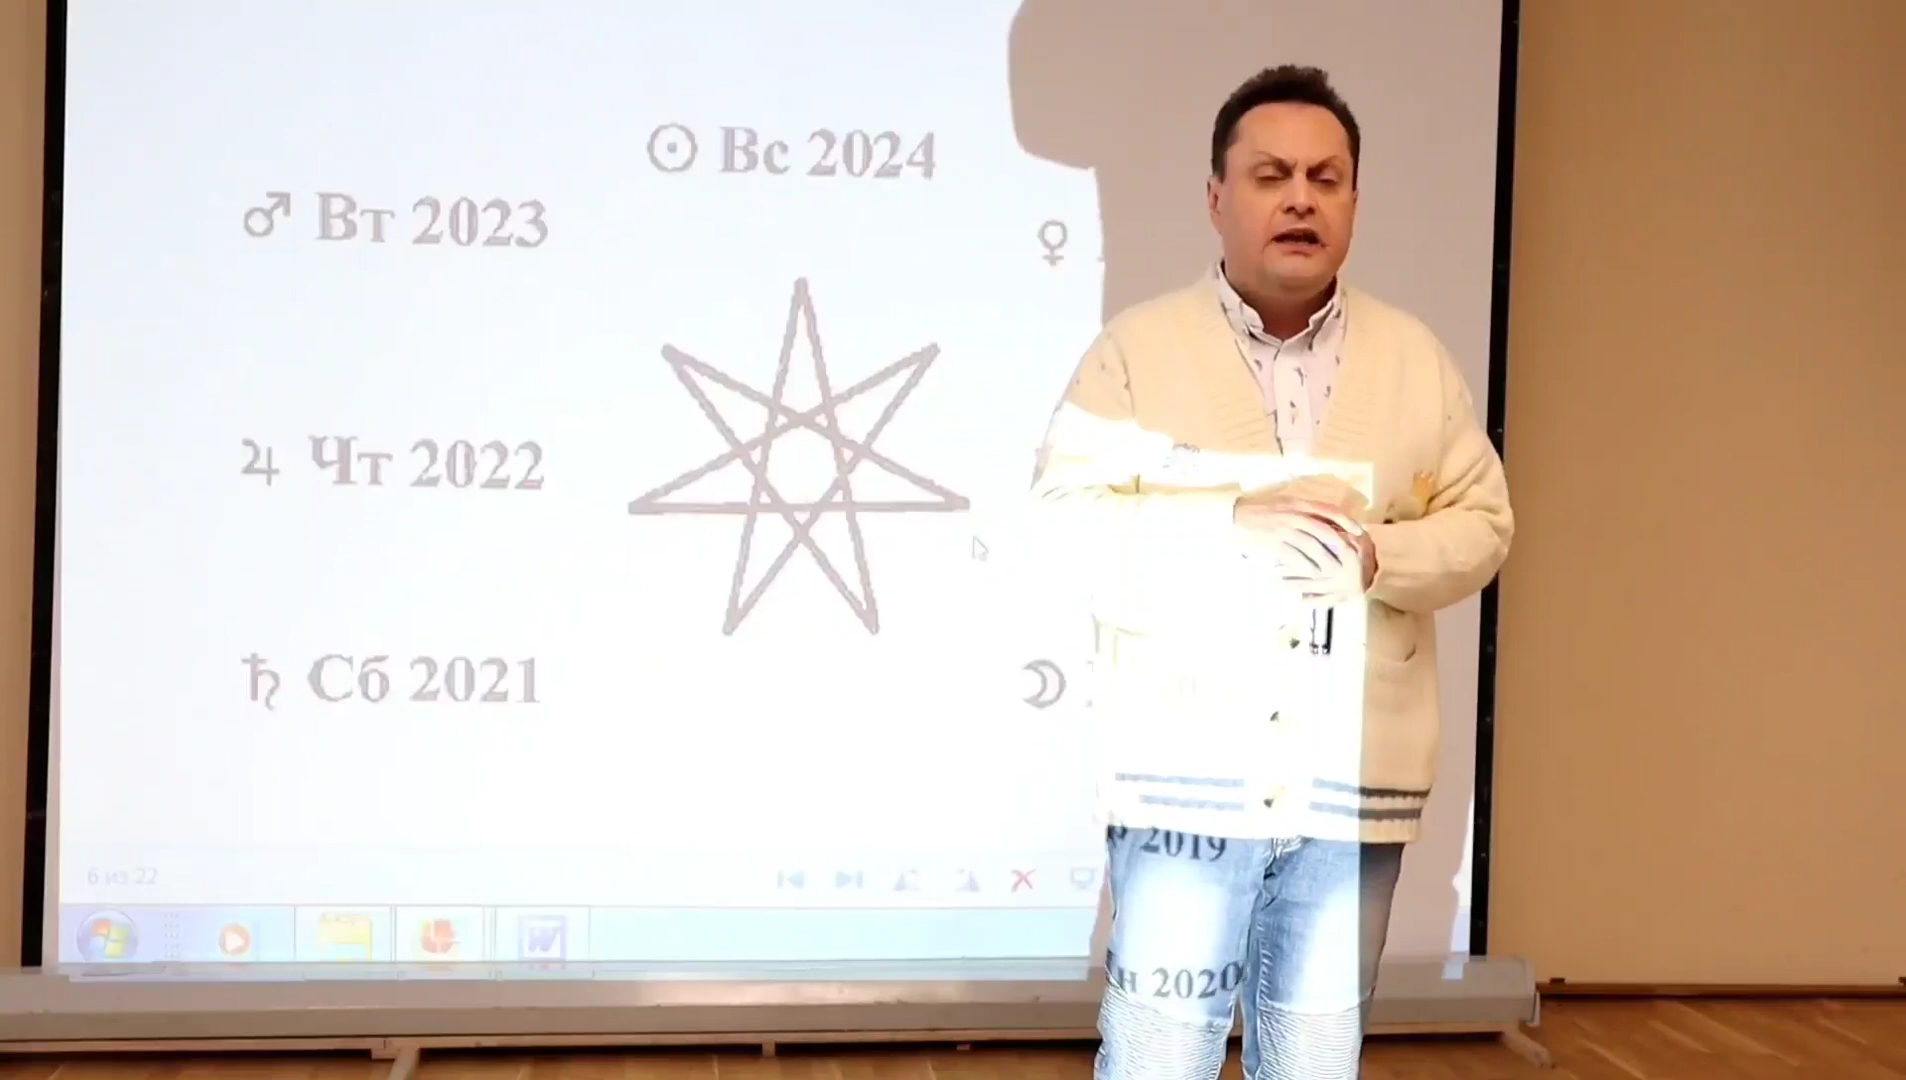 ☉ Вс 2024
♂ Вт 2023
♀
♃ Чт 2022
♄ Сб 2021
☽
2019
н 2020
6 из 22